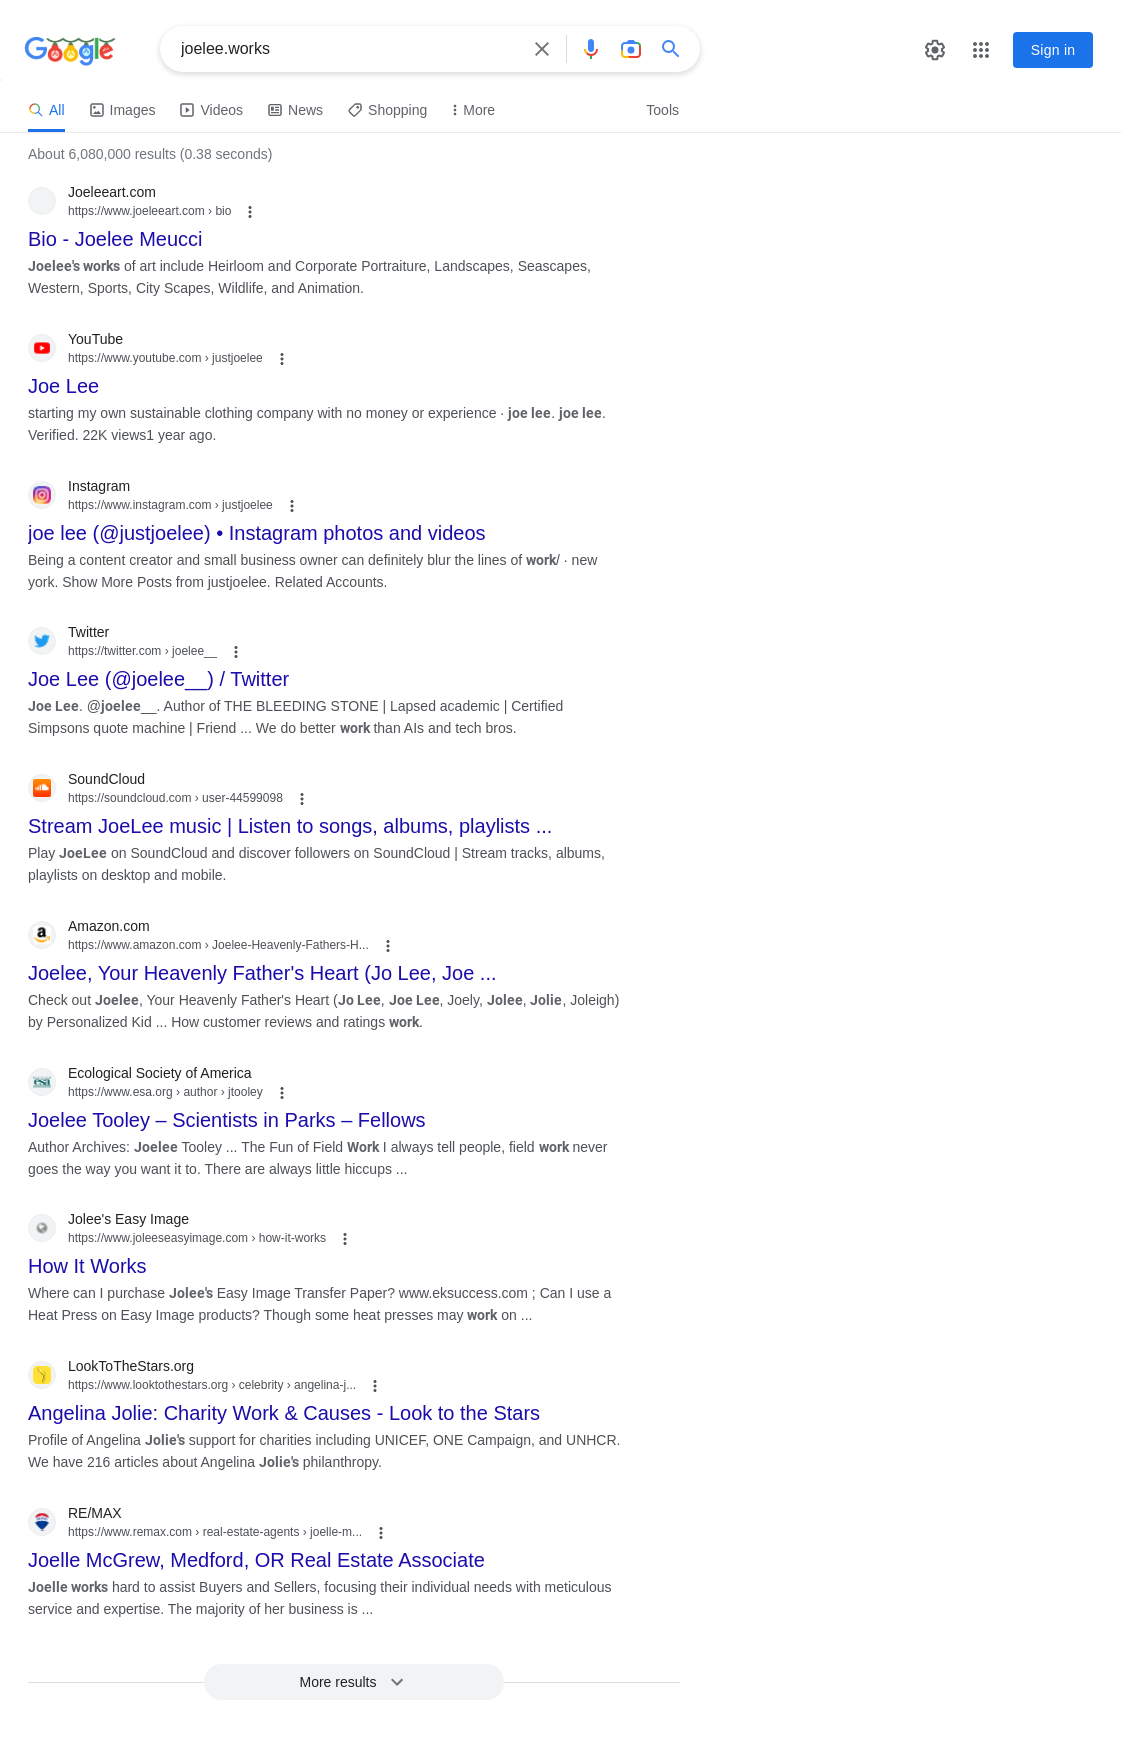 Google
joelee.works
Sign in
All
Images
Videos
News
Shopping
More
Tools
About 6,080,000 results (0.38 seconds)
Joeleeart.com
https://www.joeleeart.com › bio
Bio - Joelee Meucci
Joelee's works of art include Heirloom and Corporate Portraiture, Landscapes, Seascapes,
Western, Sports, City Scapes, Wildlife, and Animation.
YouTube
https://www.youtube.com › justjoelee
Joe Lee
starting my own sustainable clothing company with no money or experience · joe lee. joe lee.
Verified. 22K views1 year ago.
Instagram
https://www.instagram.com › justjoelee
joe lee (@justjoelee) • Instagram photos and videos
Being a content creator and small business owner can definitely blur the lines of work/ · new
york. Show More Posts from justjoelee. Related Accounts.
Twitter
https://twitter.com › joelee__
Joe Lee (@joelee__) / Twitter
Joe Lee. @joelee__. Author of THE BLEEDING STONE | Lapsed academic | Certified
Simpsons quote machine | Friend ... We do better work than AIs and tech bros.
SoundCloud
https://soundcloud.com › user-44599098
Stream JoeLee music | Listen to songs, albums, playlists ...
Play JoeLee on SoundCloud and discover followers on SoundCloud | Stream tracks, albums,
playlists on desktop and mobile.
Amazon.com
https://www.amazon.com › Joelee-Heavenly-Fathers-H...
Joelee, Your Heavenly Father's Heart (Jo Lee, Joe ...
Check out Joelee, Your Heavenly Father's Heart (Jo Lee, Joe Lee, Joely, Jolee, Jolie, Joleigh)
by Personalized Kid ... How customer reviews and ratings work.
esa
Ecological Society of America
https://www.esa.org › author › jtooley
Joelee Tooley – Scientists in Parks – Fellows
Author Archives: Joelee Tooley ... The Fun of Field Work I always tell people, field work never
goes the way you want it to. There are always little hiccups ...
Jolee's Easy Image
https://www.joleeseasyimage.com › how-it-works
How It Works
Where can I purchase Jolee's Easy Image Transfer Paper? www.eksuccess.com ; Can I use a
Heat Press on Easy Image products? Though some heat presses may work on ...
LookToTheStars.org
https://www.looktothestars.org › celebrity › angelina-j...
Angelina Jolie: Charity Work & Causes - Look to the Stars
Profile of Angelina Jolie's support for charities including UNICEF, ONE Campaign, and UNHCR.
We have 216 articles about Angelina Jolie's philanthropy.
RE/MAX
https://www.remax.com › real-estate-agents › joelle-m...
Joelle McGrew, Medford, OR Real Estate Associate
Joelle works hard to assist Buyers and Sellers, focusing their individual needs with meticulous
service and expertise. The majority of her business is ...
More results